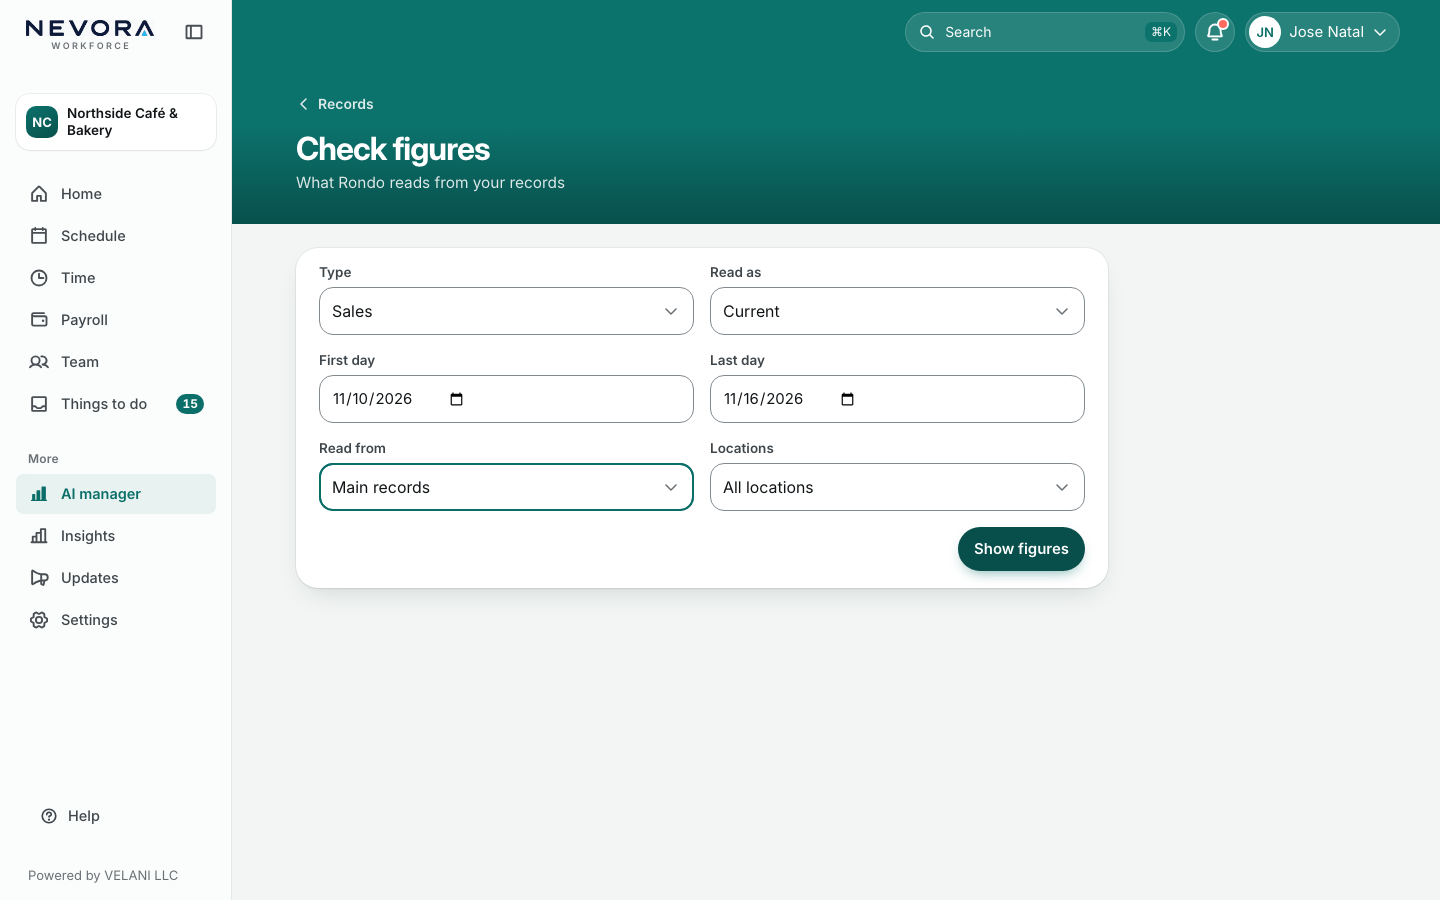 NEVORA
WORKFORCE
Search
⌘K
JN
Jose Natal
NC
Northside Café &
Bakery
Home
Schedule
Time
Payroll
Team
Things to do
15
More
AI manager
Insights
Updates
Settings
Help
Powered by VELANI LLC
Records
Check figures
What Rondo reads from your records
Type
Read as
Sales
Current
First day
Last day
11/10/2026
11/16/2026
Read from
Locations
Main records
All locations
Show figures